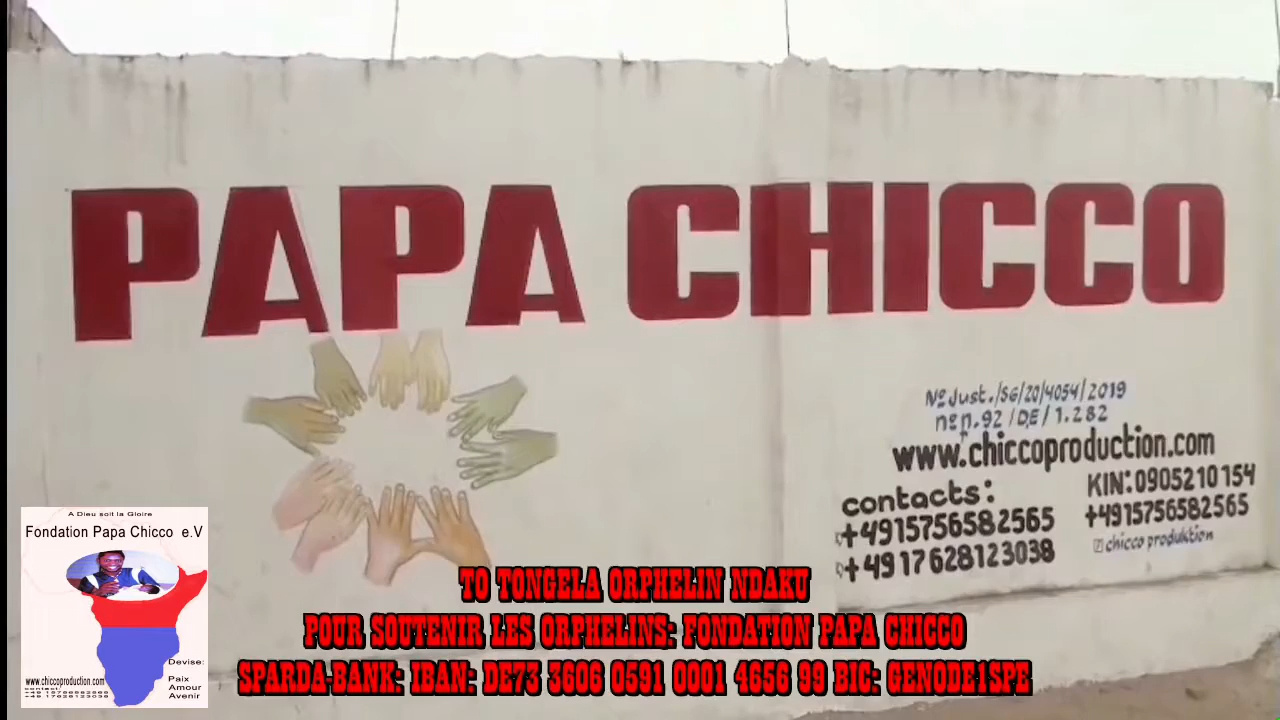 PAPA CHICCO
Nº Just./SG/20/4054/2019
nº n.92/DE/1.282
www.chiccoproduction.com
contacts:
+4915756582565
+4917628123038
KIN: 0905210154
+4915756582565
chicco produktion
A Dieu soit la Gloire
Fondation Papa Chicco e.V
Devise:
Paix
Amour
Avenir
www.chiccoproduction.com
TO TONGELA ORPHELIN NDAKU
POUR SOUTENIR LES ORPHELINS: FONDATION PAPA CHICCO
SPARDA-BANK: IBAN: DE73 3606 0591 0001 4656 99 BIC: GENODE1SPE